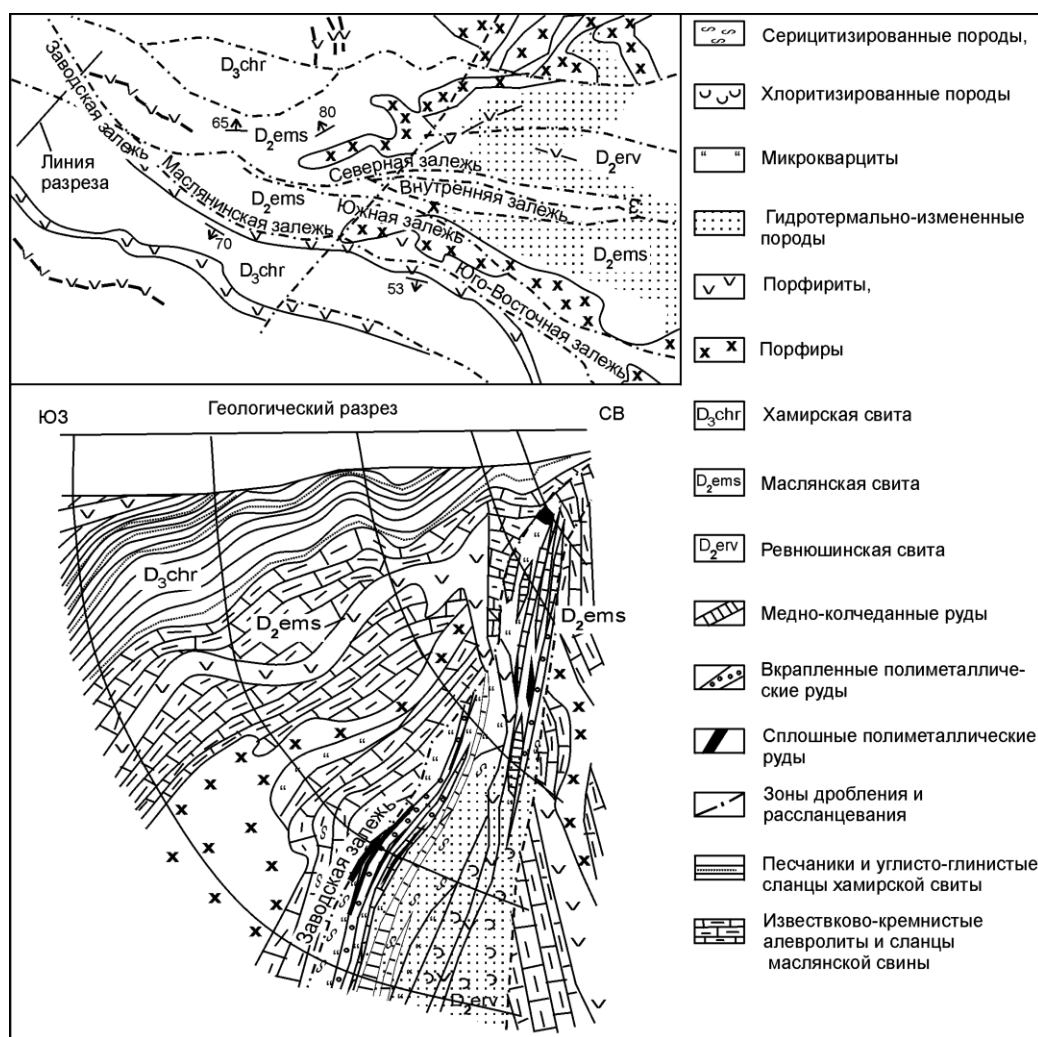 Заводская залежь
D3chr
65
80
D2ems
Линия
разреза
Северная залежь
D2erv
Внутренняя залежь
Маслянинская залежь
D2ems
Южная залежь
70
D2ems
D3chr
53
Юго-Восточная залежь
ЮЗ
Геологический разрез
СВ
D3chr
D2ems
D2ems
Заводская залежь
D2erv
Серицитизированные породы,
Хлоритизированные породы
Микрокварциты
Гидротермально-измененные
породы
Порфириты,
Порфиры
D3chr
Хамирская свита
D2ems
Маслянская свита
D2erv
Ревнюшинская свита
Медно-колчеданные руды
Вкрапленные полиметалличе-
ские руды
Сплошные полиметаллические
руды
Зоны дробления и
рассланцевания
Песчаники и углисто-глинистые
сланцы хамирской свиты
Известково-кремнистые
алевролиты и сланцы
маслянской свины